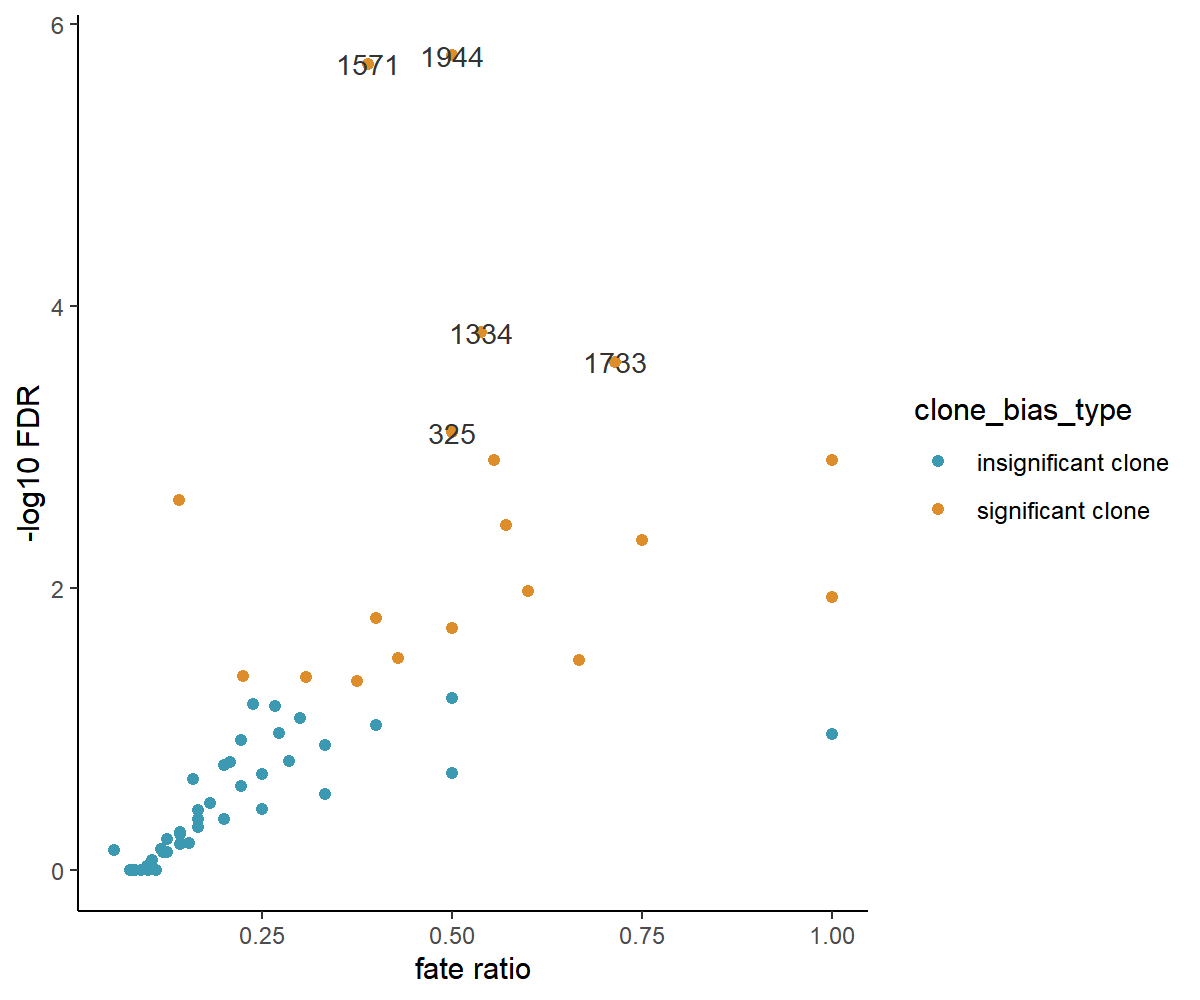 6
1571
1944
4
1334
1733
325
2
0
-log10 FDR
0.25 0.50 0.75 1.00
fate ratio
clone_bias_type
insignificant clone
significant clone